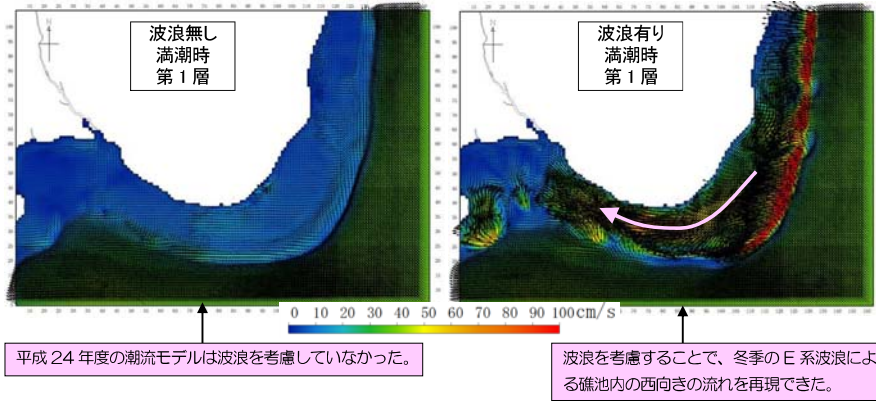 波浪無し
満潮時
第1層
波浪有り
満潮時
第1層
N
N
0 10 20 30 40 50 60 70 80 90 100cm/s
平成24年度の潮流モデルは波浪を考慮していなかった。
波浪を考慮することで、冬季のE系波浪によ
る礁池内の西向きの流れを再現できた。